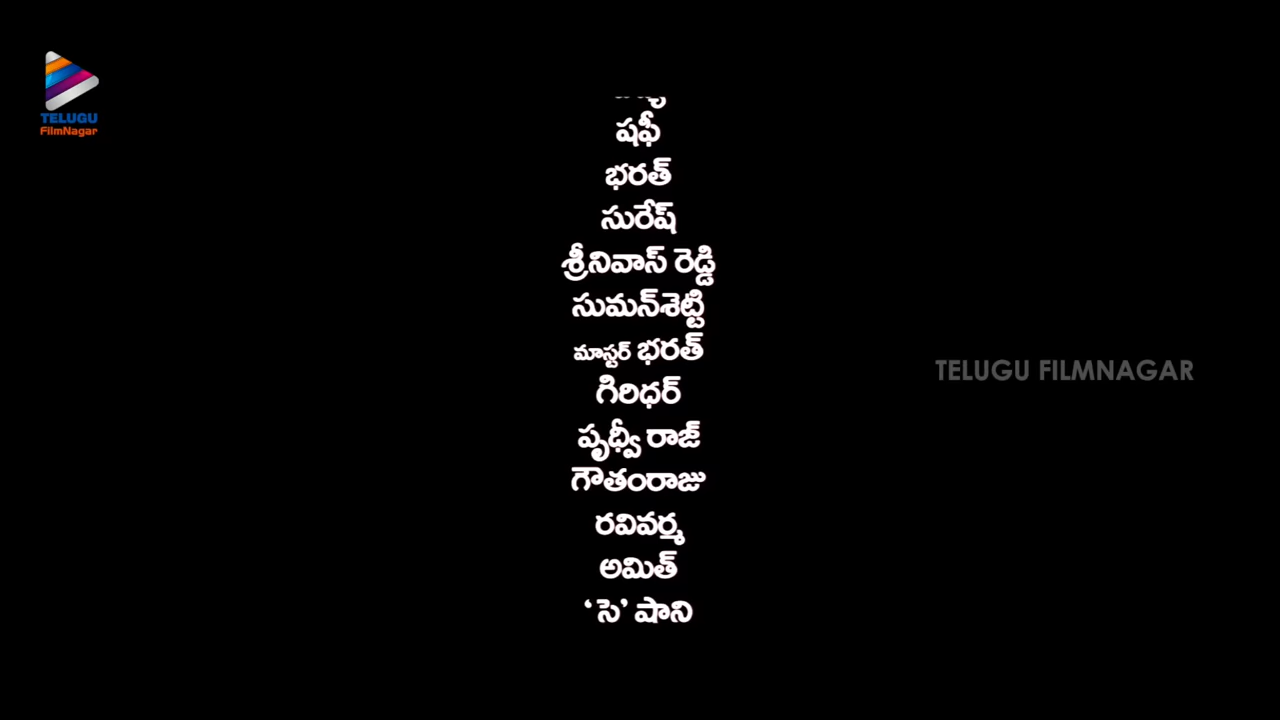 TELUGU
FilmNagar
షఫీ
భరత్
సురేష్
శ్రీనివాస్ రెడ్డి
సుమన్‌శెట్టి
మాస్టర్ భరత్
గిరిధర్
పృథ్వీ రాజ్
గౌతంరాజు
రవివర్మ
అమిత్
‘సె’ షాని
TELUGU FILMNAGAR